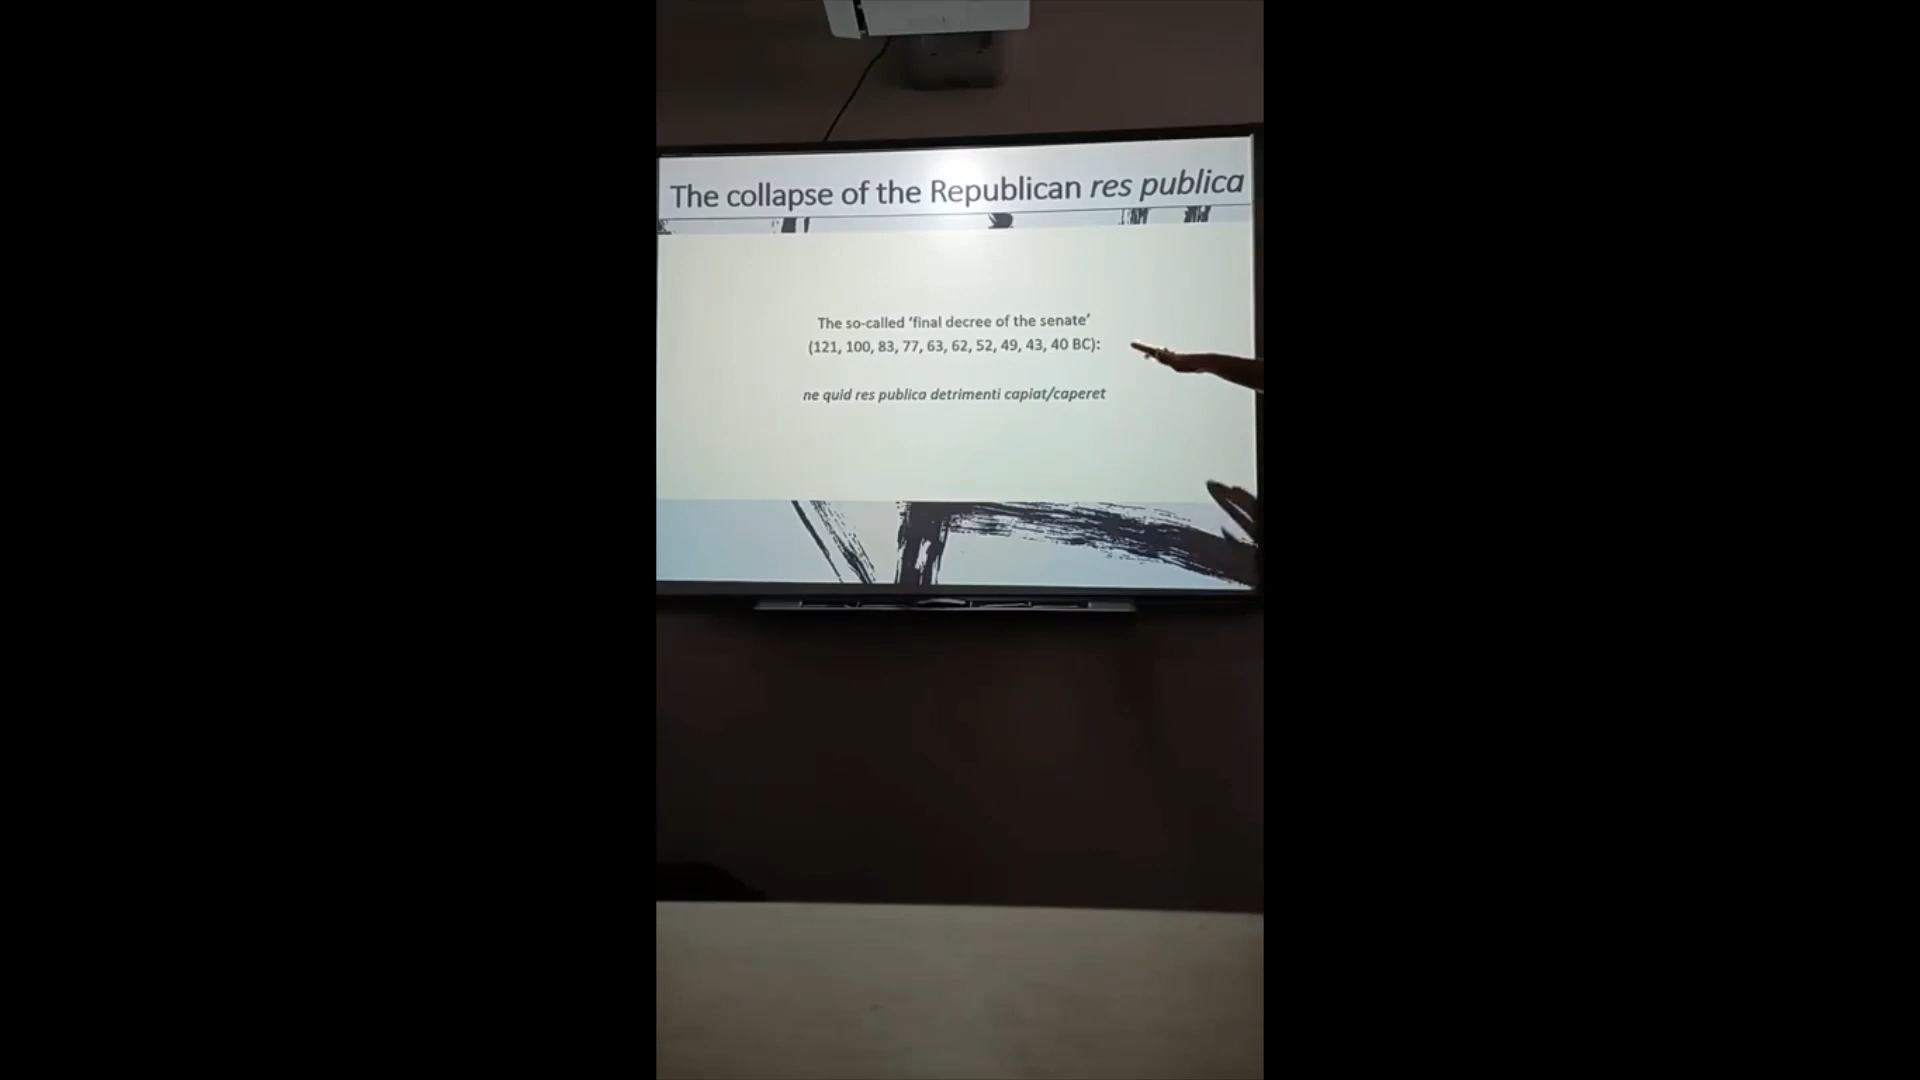 The collapse of the Republican res publica
The so-called ‘final decree of the senate’
(121, 100, 83, 77, 63, 62, 52, 49, 43, 40 BC):
ne quid res publica detrimenti capiat/caperet